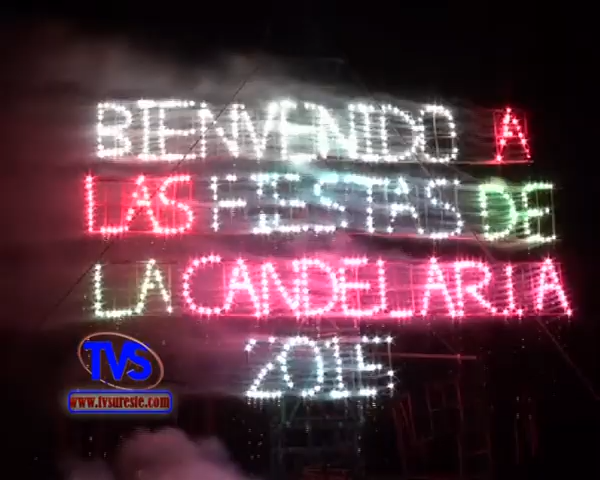 BIENVENIDO A
LAS FIESTAS DE
LA CANDELARIA
2015
TVS
www.tvsureste.com